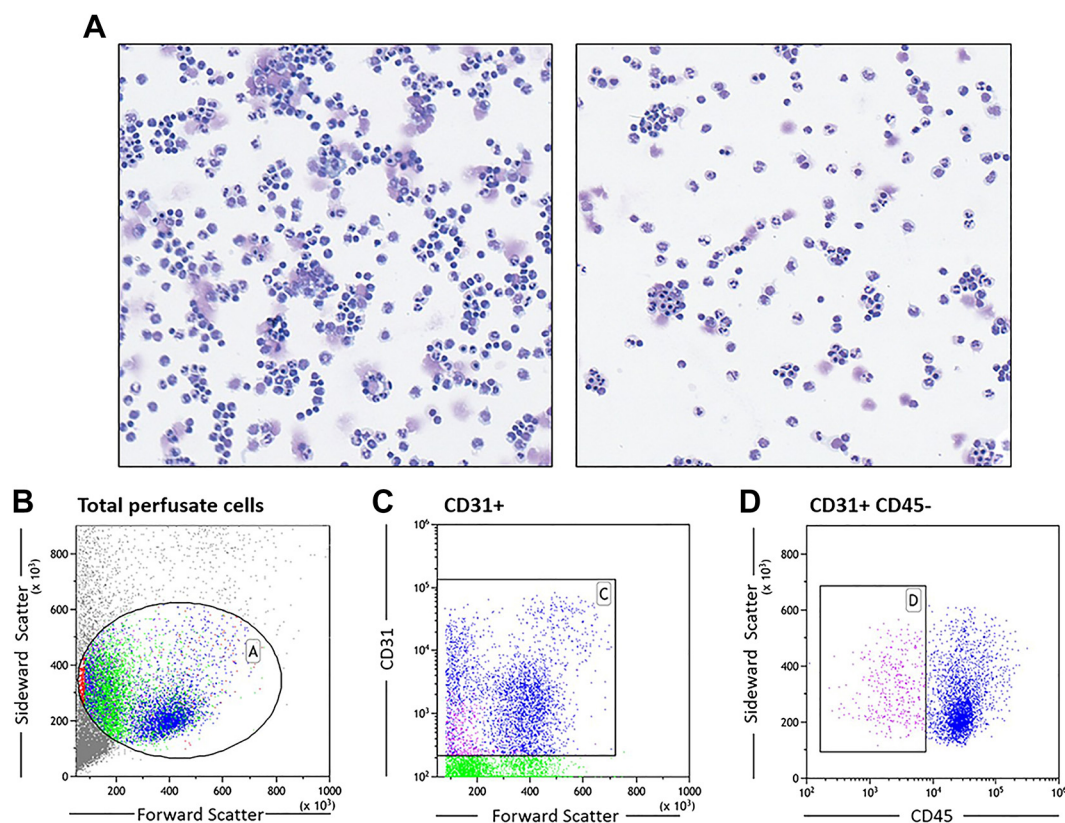 A
B Total perfusate cells
Sideward Scatter
(x 10³)
800
600
400
200
0
A
200 400 600 800 1000
(x 10³)
Forward Scatter
C CD31+
CD31
10⁶
10⁵
10⁴
10³
10²
C
200 400 600 800 1000
(x 10³)
Forward Scatter
D CD31+ CD45-
Sideward Scatter
(x 10³)
800
600
400
200
0
D
10² 10³ 10⁴ 10⁵ 10⁶
CD45